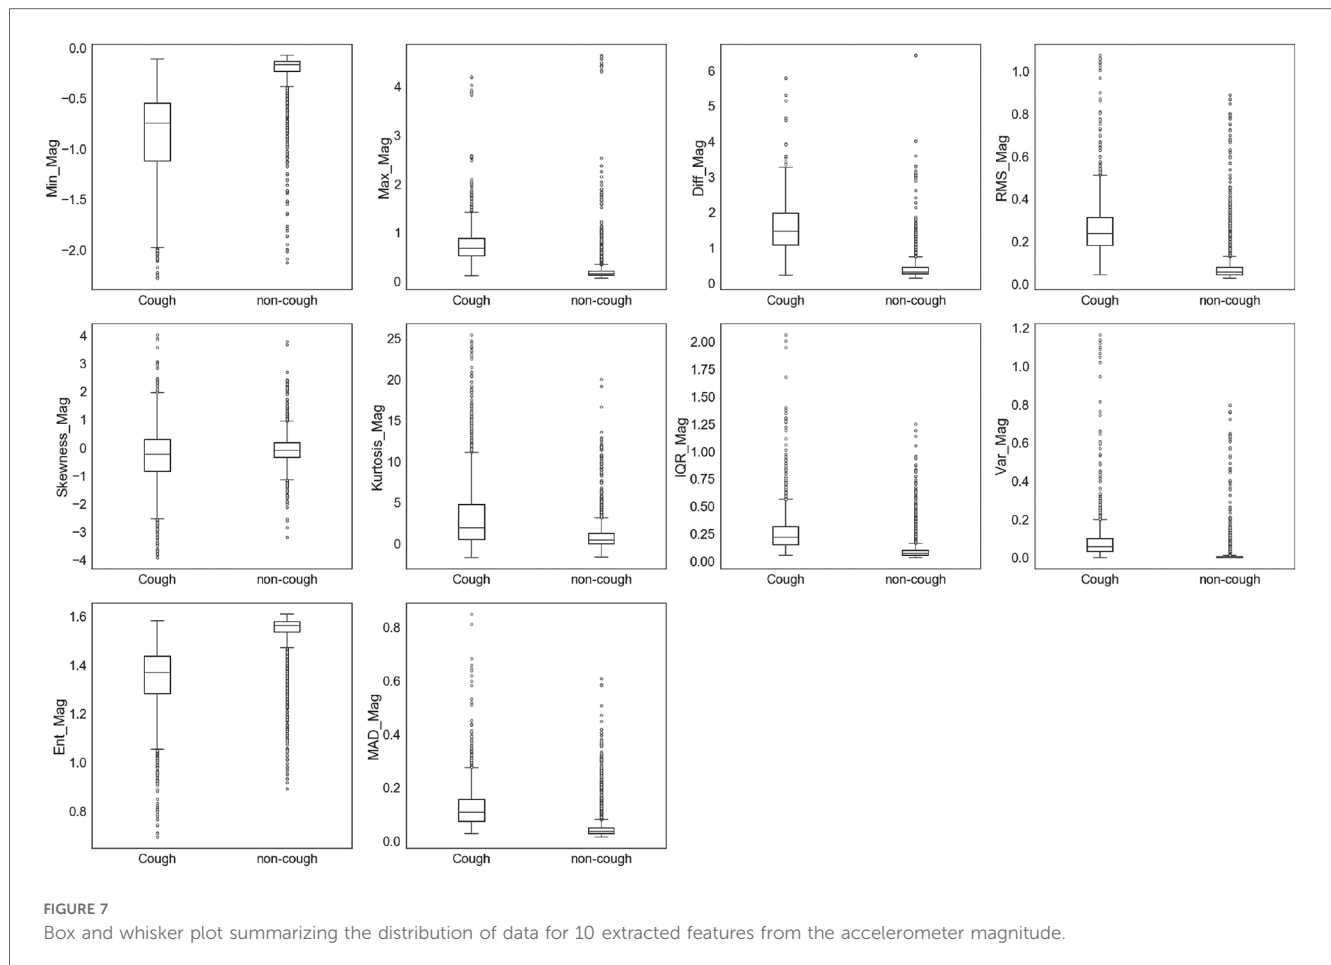 0.0
−0.5
−1.0
−1.5
−2.0
Min_Mag
Cough
non-cough
4
3
2
1
0
Max_Mag
Cough
non-cough
6
5
4
3
2
1
0
Diff_Mag
Cough
non-cough
1.0
0.8
0.6
0.4
0.2
0.0
RMS_Mag
Cough
non-cough
4
3
2
1
0
−1
−2
−3
−4
Skewness_Mag
Cough
non-cough
25
20
15
10
5
0
Kurtosis_Mag
Cough
non-cough
2.00
1.75
1.50
1.25
1.00
0.75
0.50
0.25
0.00
IQR_Mag
Cough
non-cough
1.2
1.0
0.8
0.6
0.4
0.2
0.0
Var_Mag
Cough
non-cough
1.6
1.4
1.2
1.0
0.8
Ent_Mag
Cough
non-cough
0.8
0.6
0.4
0.2
0.0
MAD_Mag
Cough
non-cough
FIGURE 7
Box and whisker plot summarizing the distribution of data for 10 extracted features from the accelerometer magnitude.